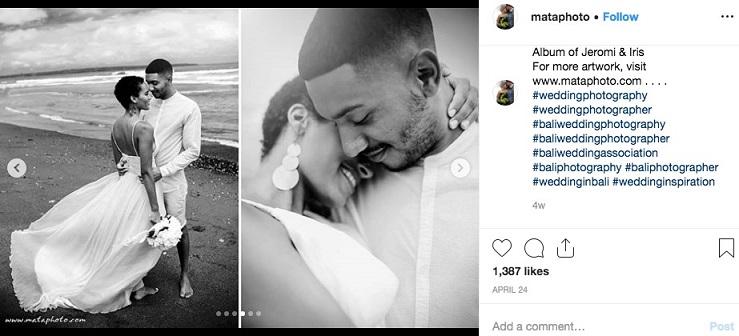 mataphoto • Follow
Album of Jeromi & Iris
For more artwork, visit
www.mataphoto.com . . . .
#weddingphotography
#weddingphotographer
#baliweddingphotography
#baliweddingphotographer
#baliweddingassociation
#baliphotography #baliphotographer
#weddinginbali #weddinginspiration
4w
1,387 likes
APRIL 24
Add a comment...
Post
www.mataphoto.com